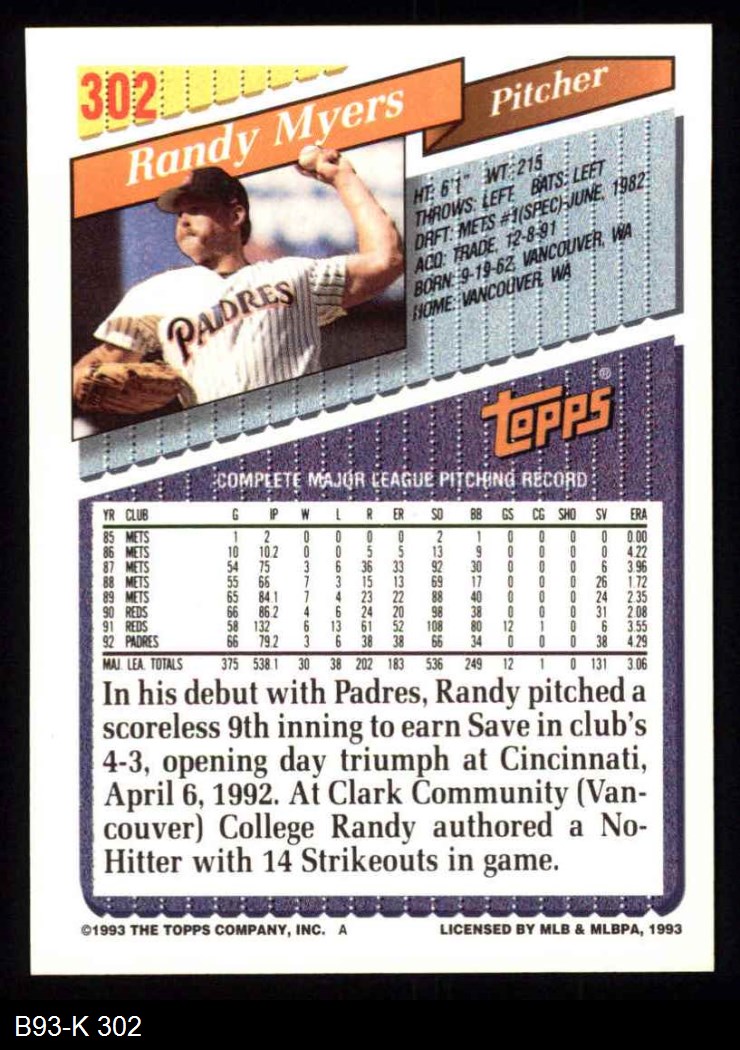 302
Randy Myers
Pitcher
HT: 6'1" WT: 215
THROWS: LEFT BATS: LEFT
DRFT: METS #1(SPEC)-JUNE, 1982
ACQ: TRADE, 12-8-91
BORN: 9-19-62, VANCOUVER, WA
HOME: VANCOUVER, WA
PADRES
Topps®
COMPLETE MAJOR LEAGUE PITCHING RECORD
YR CLUB G IP W L R ER SO BB GS CG SHO SV ERA
85 METS 1 2 0 0 0 0 2 1 0 0 0 0 0.00
86 METS 10 10.2 0 0 5 5 13 9 0 0 0 0 4.22
87 METS 54 75 3 6 36 33 92 30 0 0 0 6 3.96
88 METS 55 66 7 3 15 13 69 17 0 0 0 26 1.72
89 METS 65 84.1 7 4 23 22 88 40 0 0 0 24 2.35
90 REDS 66 86.2 4 6 24 20 98 38 0 0 0 31 2.08
91 REDS 58 132 6 13 61 52 108 80 12 1 0 6 3.55
92 PADRES 66 79.2 3 6 38 38 66 34 0 0 0 38 4.29
MAJ. LEA. TOTALS 375 538.1 30 38 202 183 536 249 12 1 0 131 3.06
In his debut with Padres, Randy pitched a
scoreless 9th inning to earn Save in club's
4-3, opening day triumph at Cincinnati,
April 6, 1992. At Clark Community (Van-
couver) College Randy authored a No-
Hitter with 14 Strikeouts in game.
©1993 THE TOPPS COMPANY, INC. A
LICENSED BY MLB & MLBPA, 1993
B93-K 302